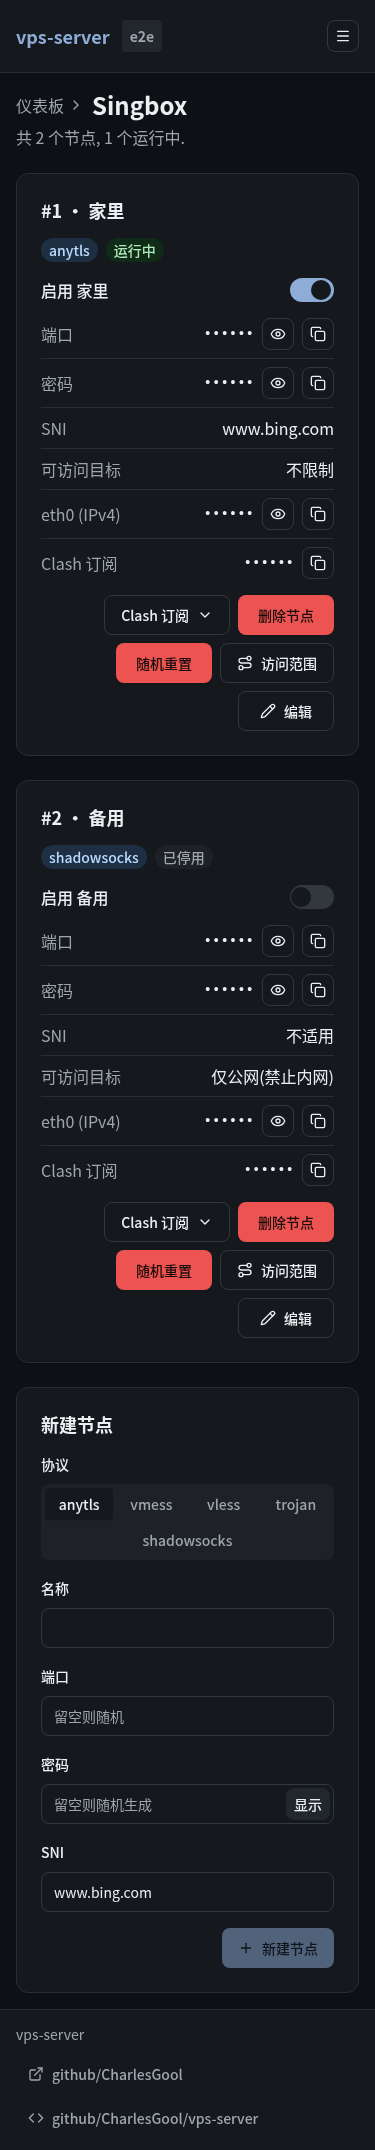 vps-server e2e
仪表板 > Singbox
共 2 个节点, 1 个运行中.
#1 • 家里
anytls 运行中
启用 家里
端口 ••••••
密码 ••••••
SNI www.bing.com
可访问目标 不限制
eth0 (IPv4) ••••••
Clash 订阅 ••••••
Clash 订阅 删除节点
随机重置 访问范围
编辑
#2 • 备用
shadowsocks 已停用
启用 备用
端口 ••••••
密码 ••••••
SNI 不适用
可访问目标 仅公网(禁止内网)
eth0 (IPv4) ••••••
Clash 订阅 ••••••
Clash 订阅 删除节点
随机重置 访问范围
编辑
新建节点
协议
anytls vmess vless trojan
shadowsocks
名称
端口
留空则随机
密码
留空则随机生成 显示
SNI
www.bing.com
+ 新建节点
vps-server
github/CharlesGool
github/CharlesGool/vps-server